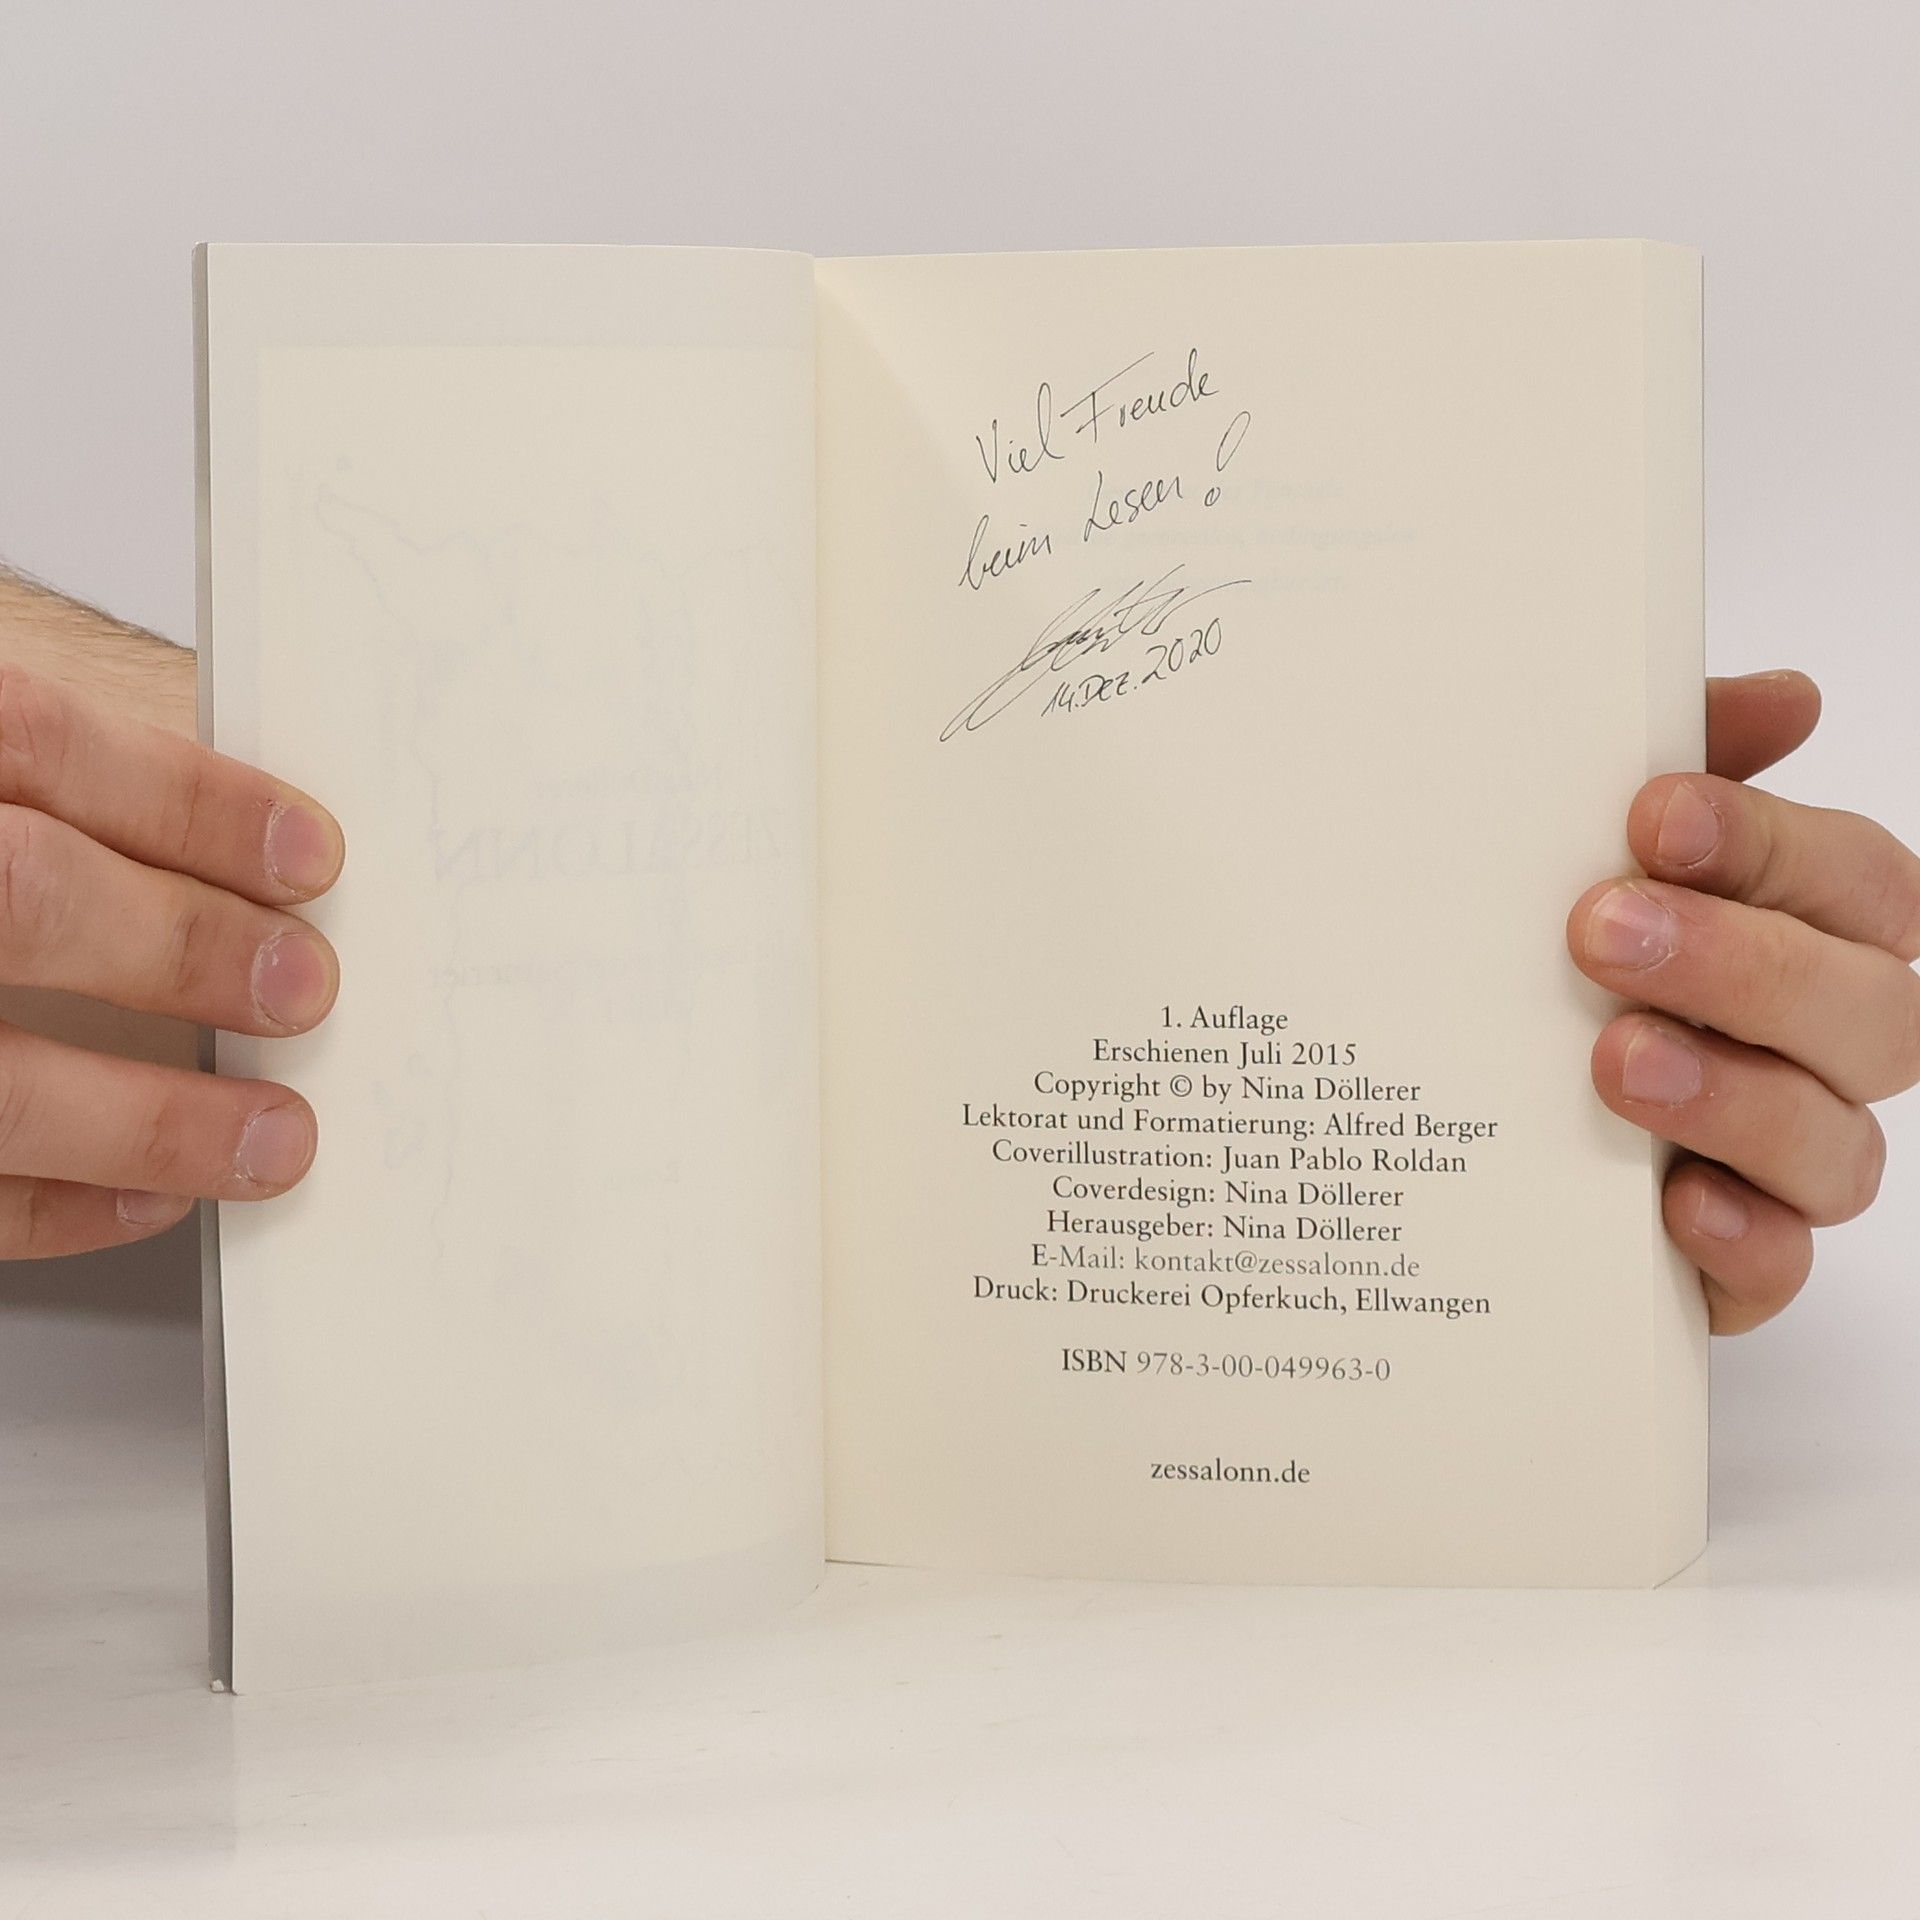 ZESSALONN
Viel Freude
beim Lesen!
14. Dez. 2020
1. Auflage
Erschienen Juli 2015
Copyright © by Nina Döllerer
Lektorat und Formatierung: Alfred Berger
Coverillustration: Juan Pablo Roldan
Coverdesign: Nina Döllerer
Herausgeber: Nina Döllerer
E-Mail: kontakt@zessalonn.de
Druck: Druckerei Opferkuch, Ellwangen
ISBN 978-3-00-049963-0
zessalonn.de